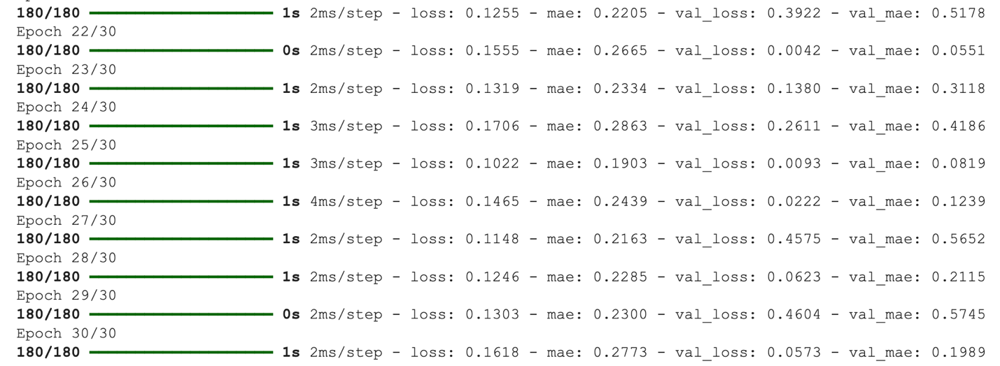 180/180 ━━━━━━━━━━━━━━━━━━━━ 1s 2ms/step - loss: 0.1255 - mae: 0.2205 - val_loss: 0.3922 - val_mae: 0.5178
Epoch 22/30
180/180 ━━━━━━━━━━━━━━━━━━━━ 0s 2ms/step - loss: 0.1555 - mae: 0.2665 - val_loss: 0.0042 - val_mae: 0.0551
Epoch 23/30
180/180 ━━━━━━━━━━━━━━━━━━━━ 1s 2ms/step - loss: 0.1319 - mae: 0.2334 - val_loss: 0.1380 - val_mae: 0.3118
Epoch 24/30
180/180 ━━━━━━━━━━━━━━━━━━━━ 1s 3ms/step - loss: 0.1706 - mae: 0.2863 - val_loss: 0.2611 - val_mae: 0.4186
Epoch 25/30
180/180 ━━━━━━━━━━━━━━━━━━━━ 1s 3ms/step - loss: 0.1022 - mae: 0.1903 - val_loss: 0.0093 - val_mae: 0.0819
Epoch 26/30
180/180 ━━━━━━━━━━━━━━━━━━━━ 1s 4ms/step - loss: 0.1465 - mae: 0.2439 - val_loss: 0.0222 - val_mae: 0.1239
Epoch 27/30
180/180 ━━━━━━━━━━━━━━━━━━━━ 1s 2ms/step - loss: 0.1148 - mae: 0.2163 - val_loss: 0.4575 - val_mae: 0.5652
Epoch 28/30
180/180 ━━━━━━━━━━━━━━━━━━━━ 1s 2ms/step - loss: 0.1246 - mae: 0.2285 - val_loss: 0.0623 - val_mae: 0.2115
Epoch 29/30
180/180 ━━━━━━━━━━━━━━━━━━━━ 0s 2ms/step - loss: 0.1303 - mae: 0.2300 - val_loss: 0.4604 - val_mae: 0.5745
Epoch 30/30
180/180 ━━━━━━━━━━━━━━━━━━━━ 1s 2ms/step - loss: 0.1618 - mae: 0.2773 - val_loss: 0.0573 - val_mae: 0.1989